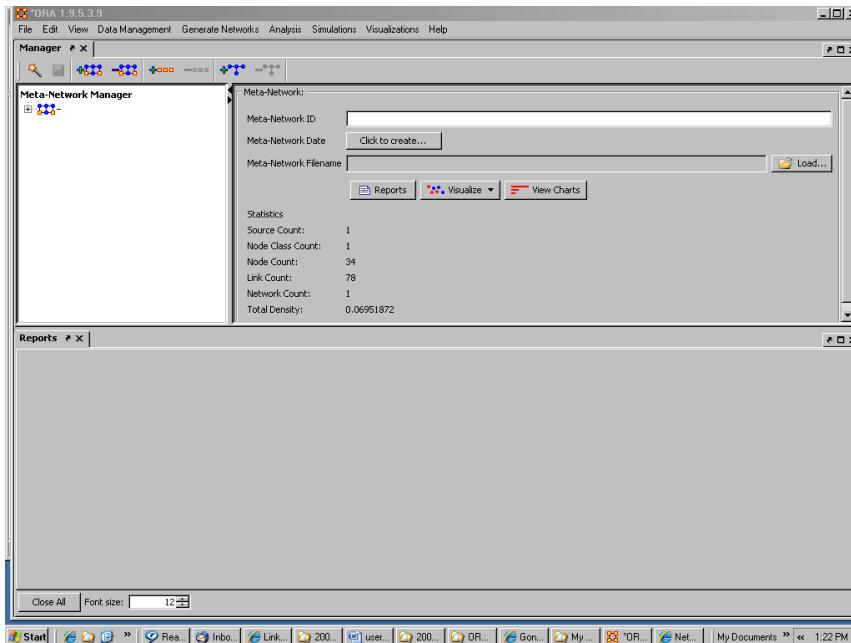 *ORA 1.9.5.3.9
File Edit View Data Management Generate Networks Analysis Simulations Visualizations Help
Manager
Meta-Network Manager
Meta-Network:
Meta-Network ID
Meta-Network Date Click to create...
Meta-Network Filename Load...
Reports Visualize View Charts
Statistics
Source Count: 1
Node Class Count: 1
Node Count: 34
Link Count: 78
Network Count: 1
Total Density: 0.06951872
Reports
Close All Font size: 12
Start » Rea... Inbo... Link... 200... user... 200... OR... Gon... My ... *OR... Net... My Documents » « 1:22 PM